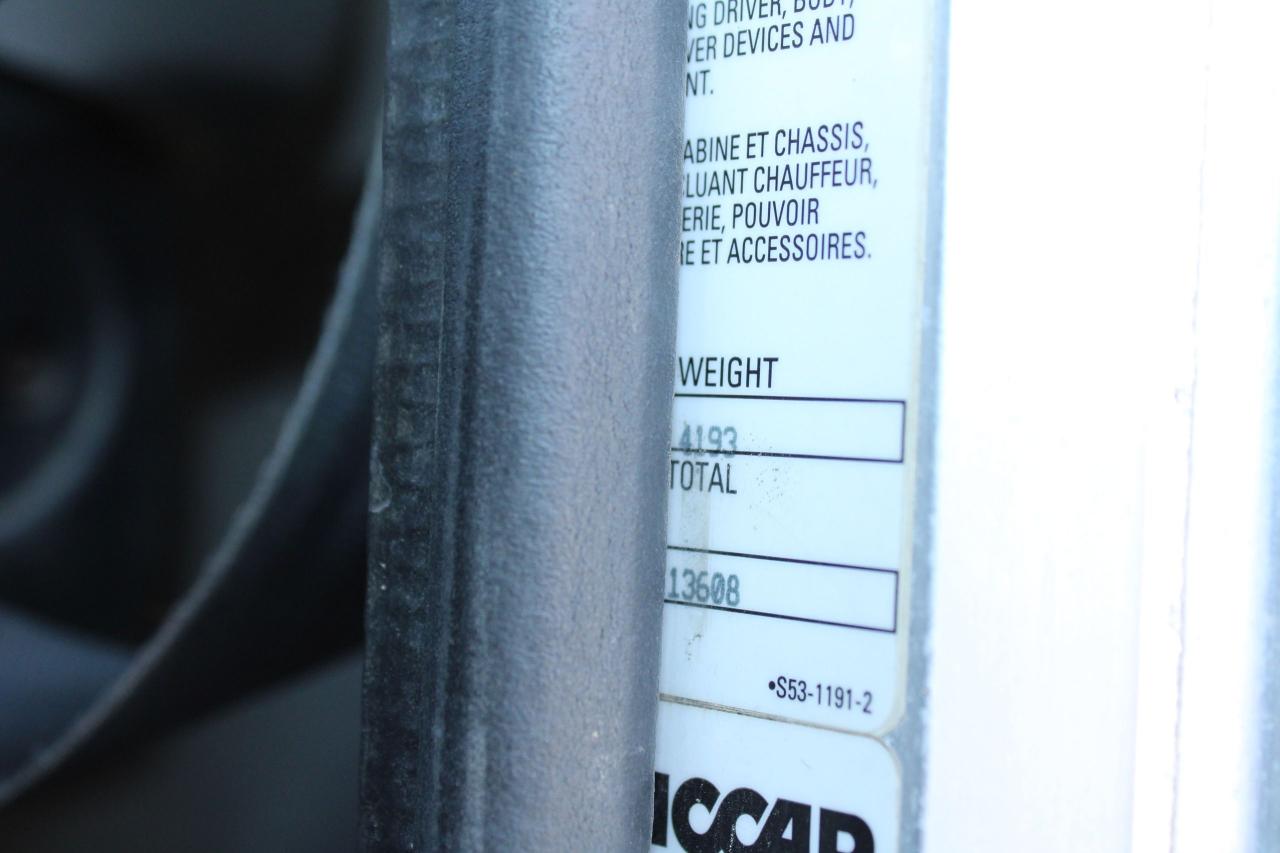 NG DRIVER, BODY,
VER DEVICES AND
NT.
ABINE ET CHASSIS,
LUANT CHAUFFEUR,
ERIE, POUVOIR
RE ET ACCESSOIRES.
WEIGHT
4193
TOTAL
13608
•S53-1191-2